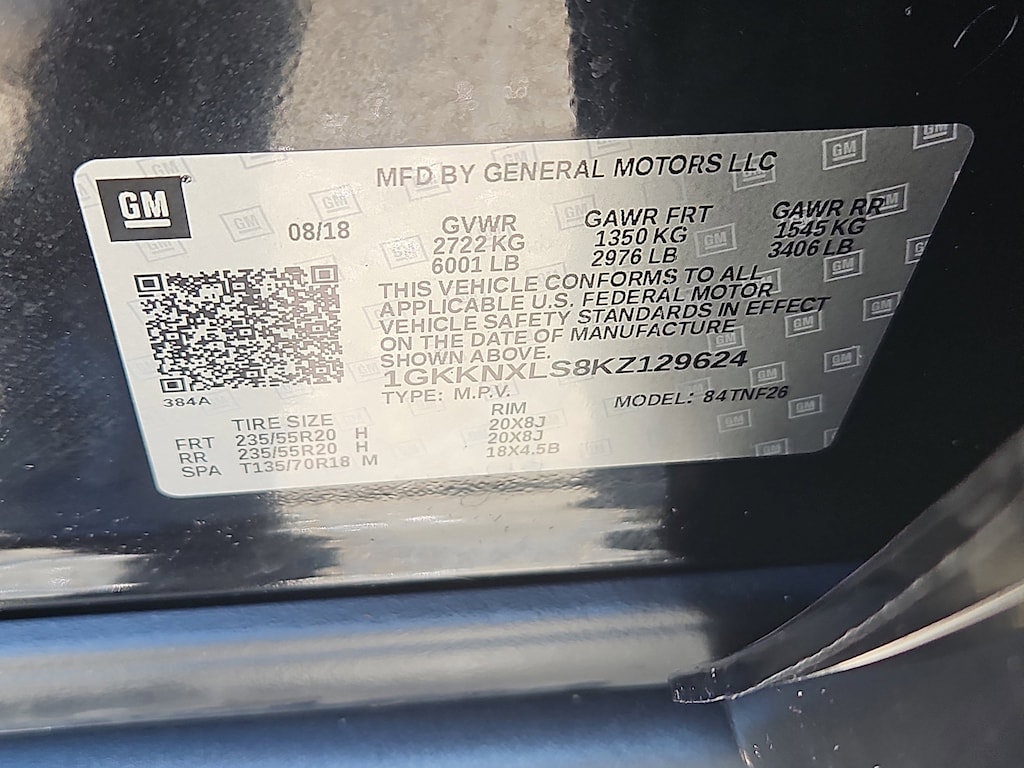 MFD BY GENERAL MOTORS LLC
GM
08/18
GVWR
2722 KG
6001 LB
GAWR FRT
1350 KG
2976 LB
GAWR RR
1545 KG
3406 LB
THIS VEHICLE CONFORMS TO ALL
APPLICABLE U.S. FEDERAL MOTOR
VEHICLE SAFETY STANDARDS IN EFFECT
ON THE DATE OF MANUFACTURE
SHOWN ABOVE.
1GKKNXLS8KZ129624
TYPE: M.P.V.
MODEL: 84TNF26
384A
TIRE SIZE
RIM
FRT 235/55R20 H 20X8J
RR 235/55R20 H 20X8J
SPA T135/70R18 M 18X4.5B